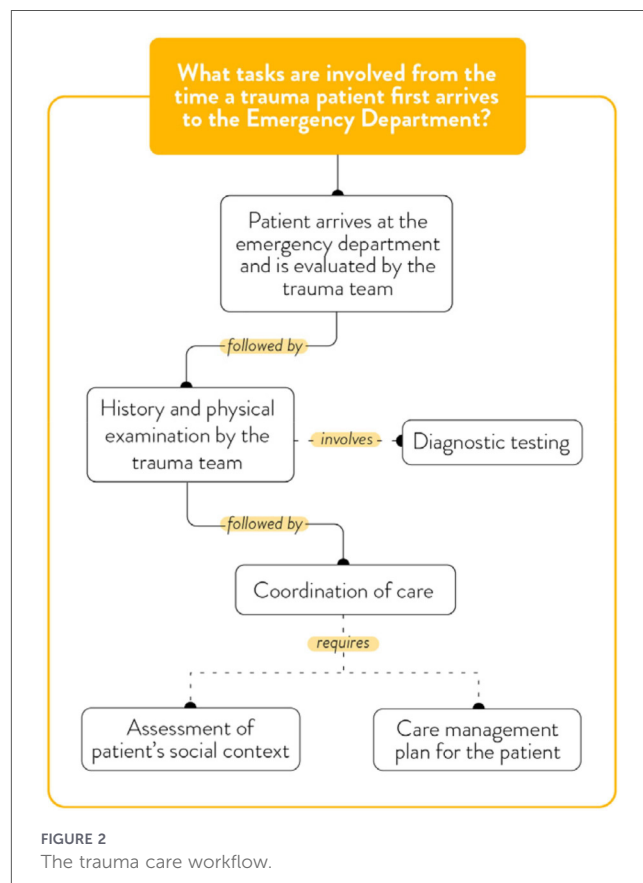 What tasks are involved from the
time a trauma patient first arrives
to the Emergency Department?
Patient arrives at the
emergency department
and is evaluated by the
trauma team
followed by
History and physical
examination by the
trauma team
involves
Diagnostic testing
followed by
Coordination of care
requires
Assessment of
patient's social context
Care management
plan for the patient
FIGURE 2
The trauma care workflow.